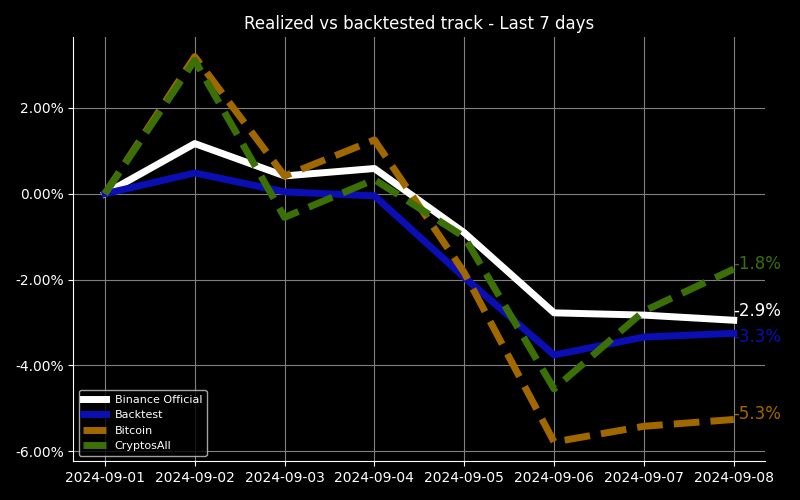 Realized vs backtested track - Last 7 days
2.00%
0.00%
-2.00%
-4.00%
-6.00%
-1.8%
-2.9%
-3.3%
-5.3%
Binance Official
Backtest
Bitcoin
CryptosAll
2024-09-01 2024-09-02 2024-09-03 2024-09-04 2024-09-05 2024-09-06 2024-09-07 2024-09-08